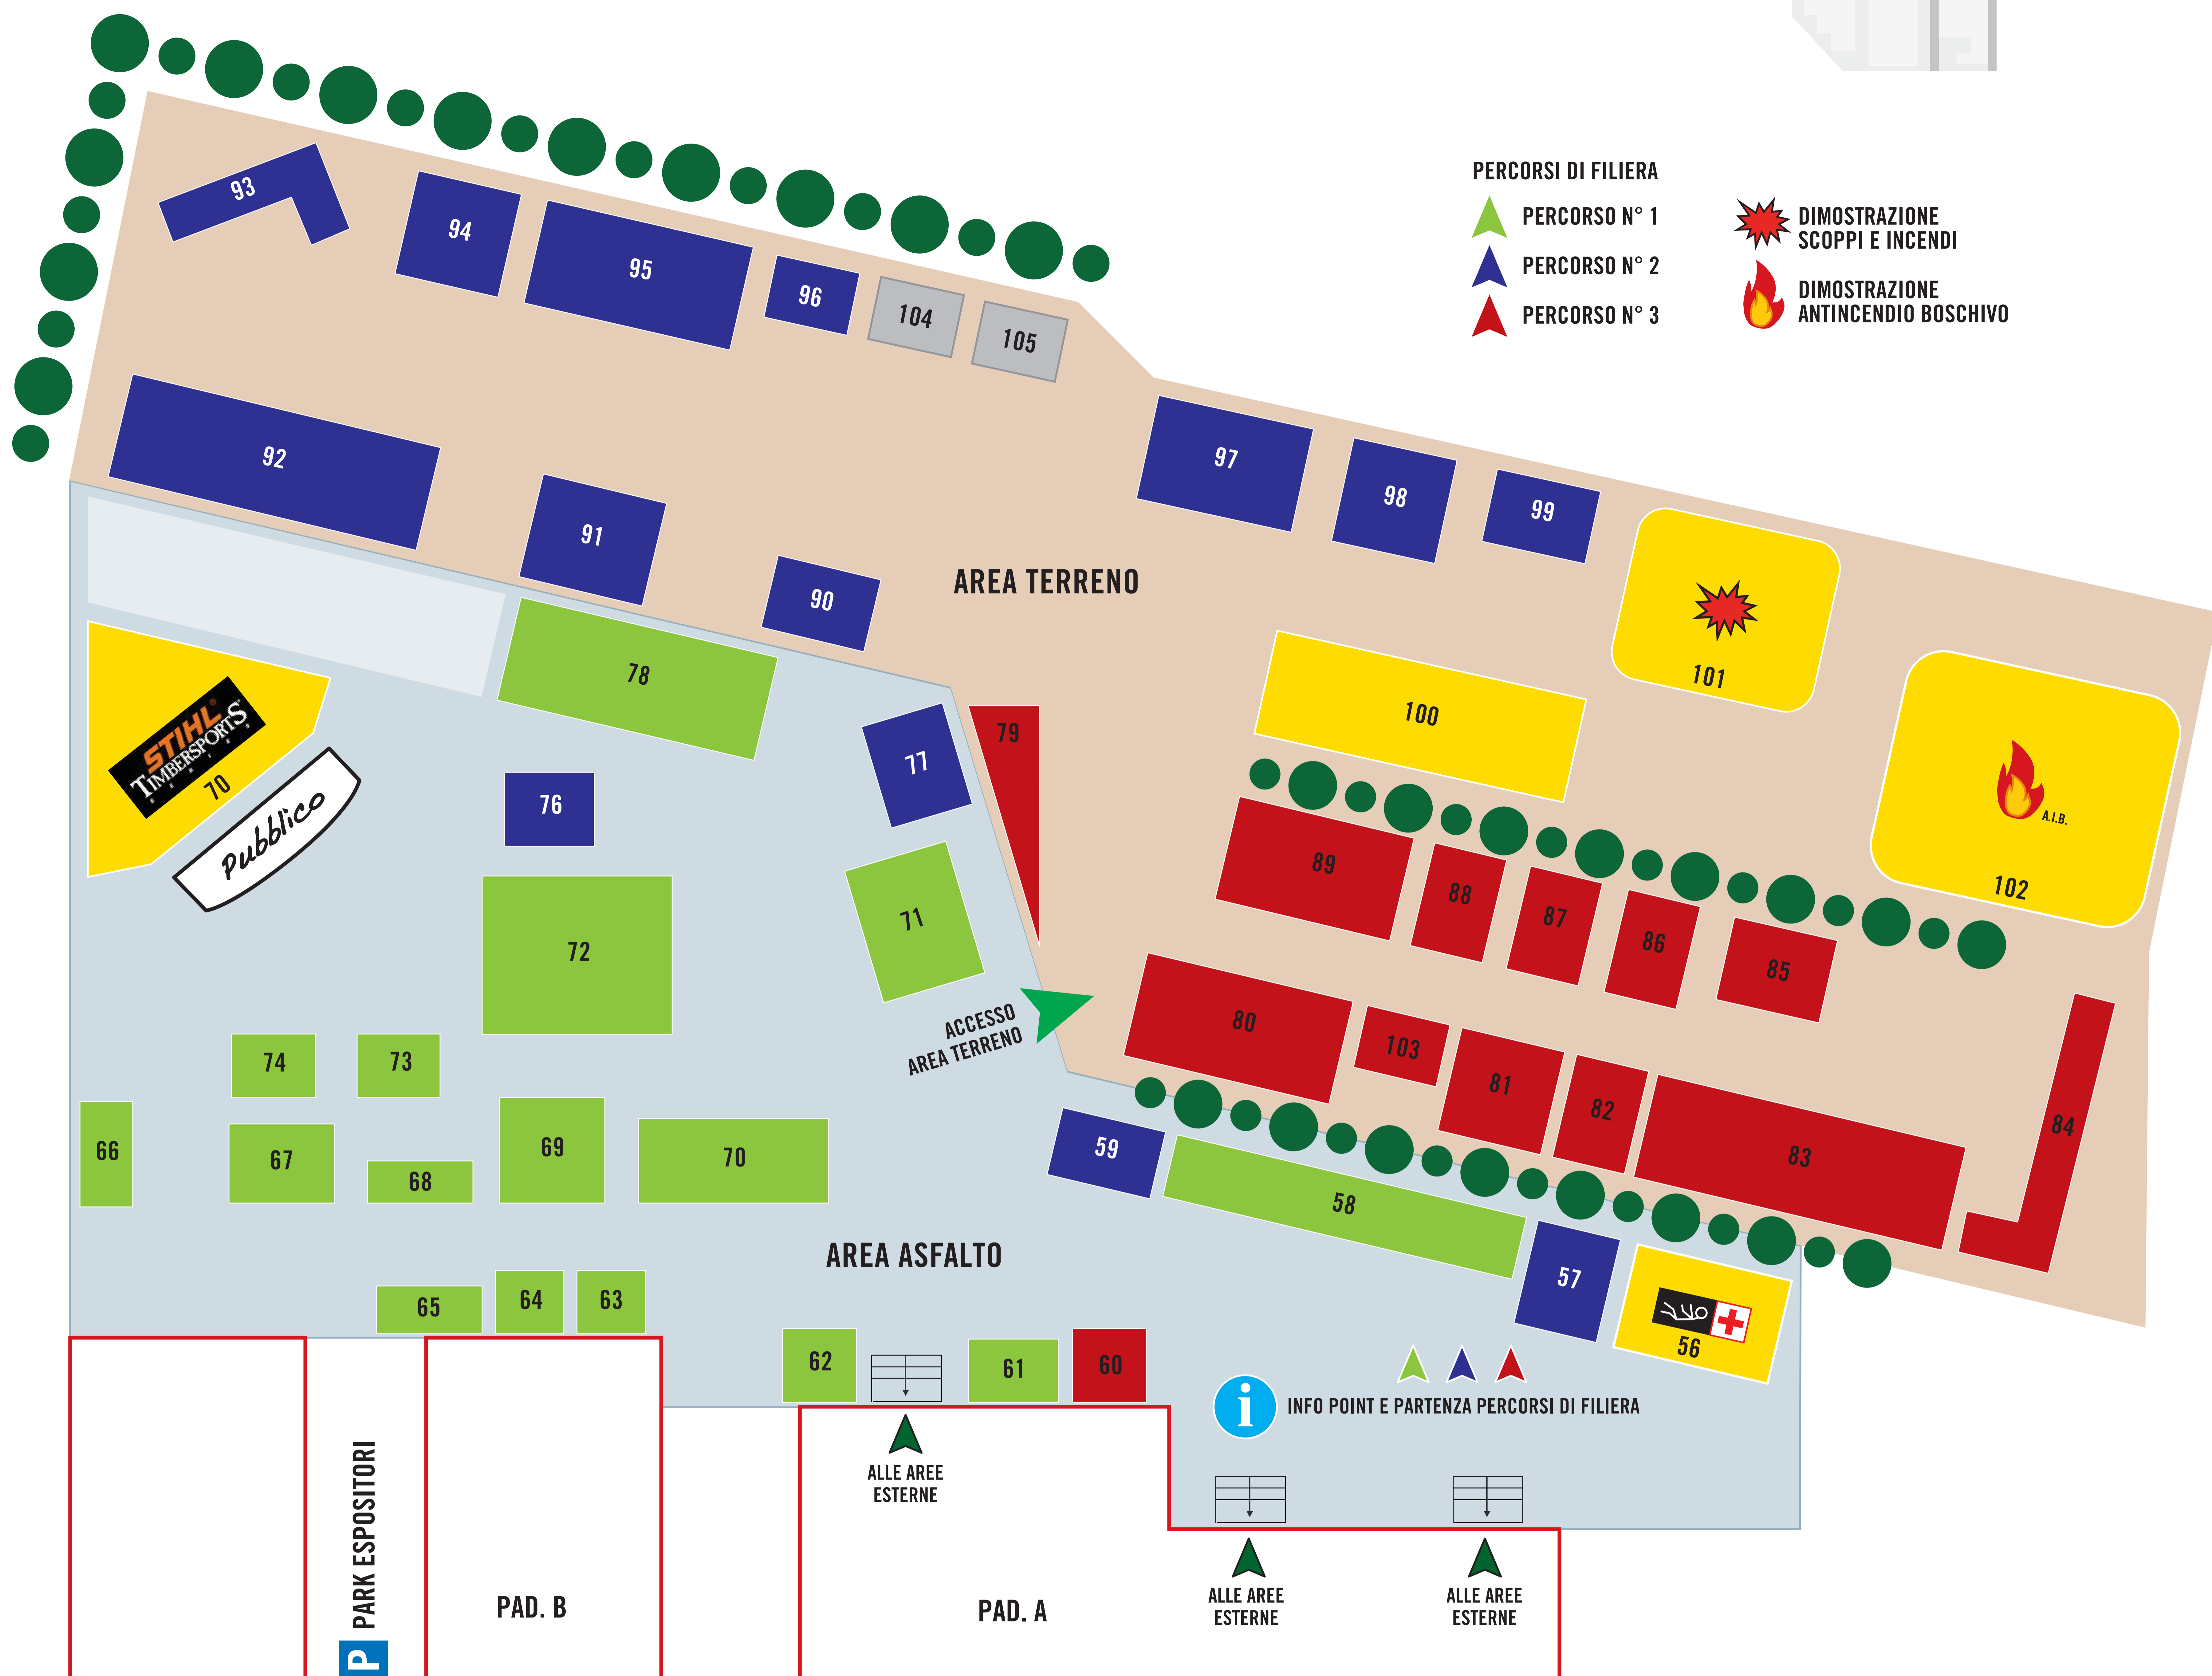 PERCORSI DI FILIERA
PERCORSO N° 1
PERCORSO N° 2
PERCORSO N° 3
DIMOSTRAZIONE
SCOPPI E INCENDI
DIMOSTRAZIONE
ANTINCENDIO BOSCHIVO
93
94
95
96
104
105
92
91
90
97
98
99
AREA TERRENO
101
100
A.I.B.
102
78
STIHL®
TIMBERSPORTS
70
Pubblico
77
79
76
71
72
89
88
87
86
85
ACCESSO
AREA TERRENO
80
103
81
82
83
84
74
73
66
67
68
69
70
59
58
57
56
AREA ASFALTO
65
64
63
62
61
60
INFO POINT E PARTENZA PERCORSI DI FILIERA
i
ALLE AREE
ESTERNE
ALLE AREE
ESTERNE
ALLE AREE
ESTERNE
P PARK ESPOSITORI
PAD. B
PAD. A